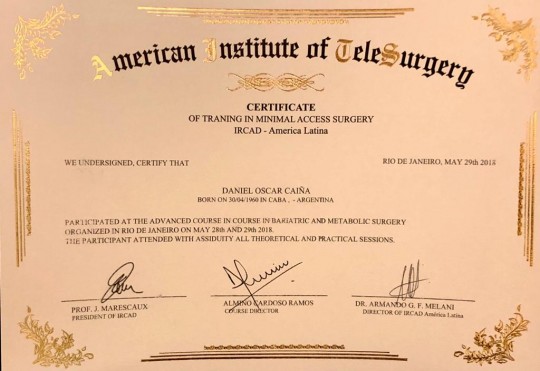 American Institute of TeleSurgery
CERTIFICATE
OF TRANING IN MINIMAL ACCESS SURGERY
IRCAD - America Latina
WE UNDERSIGNED, CERTIFY THAT RIO DE JANEIRO, MAY 29th 2018
DANIEL OSCAR CAIÑA
BORN ON 30/04/1960 IN CABA , - ARGENTINA
PARTICIPATED AT THE ADVANCED COURSE IN COURSE IN BARIATRIC AND METABOLIC SURGERY
ORGANIZED IN RIO DE JANEIRO ON MAY 28th AND 29th 2018.
THE PARTICIPANT ATTENDED WITH ASSIDUITY ALL THEORETICAL AND PRACTICAL SESSIONS.
PROF. J. MARESCAUX
PRESIDENT OF IRCAD
ALMINO CARDOSO RAMOS
COURSE DIRECTOR
DR. ARMANDO G. F. MELANI
DIRECTOR OF IRCAD América Latina